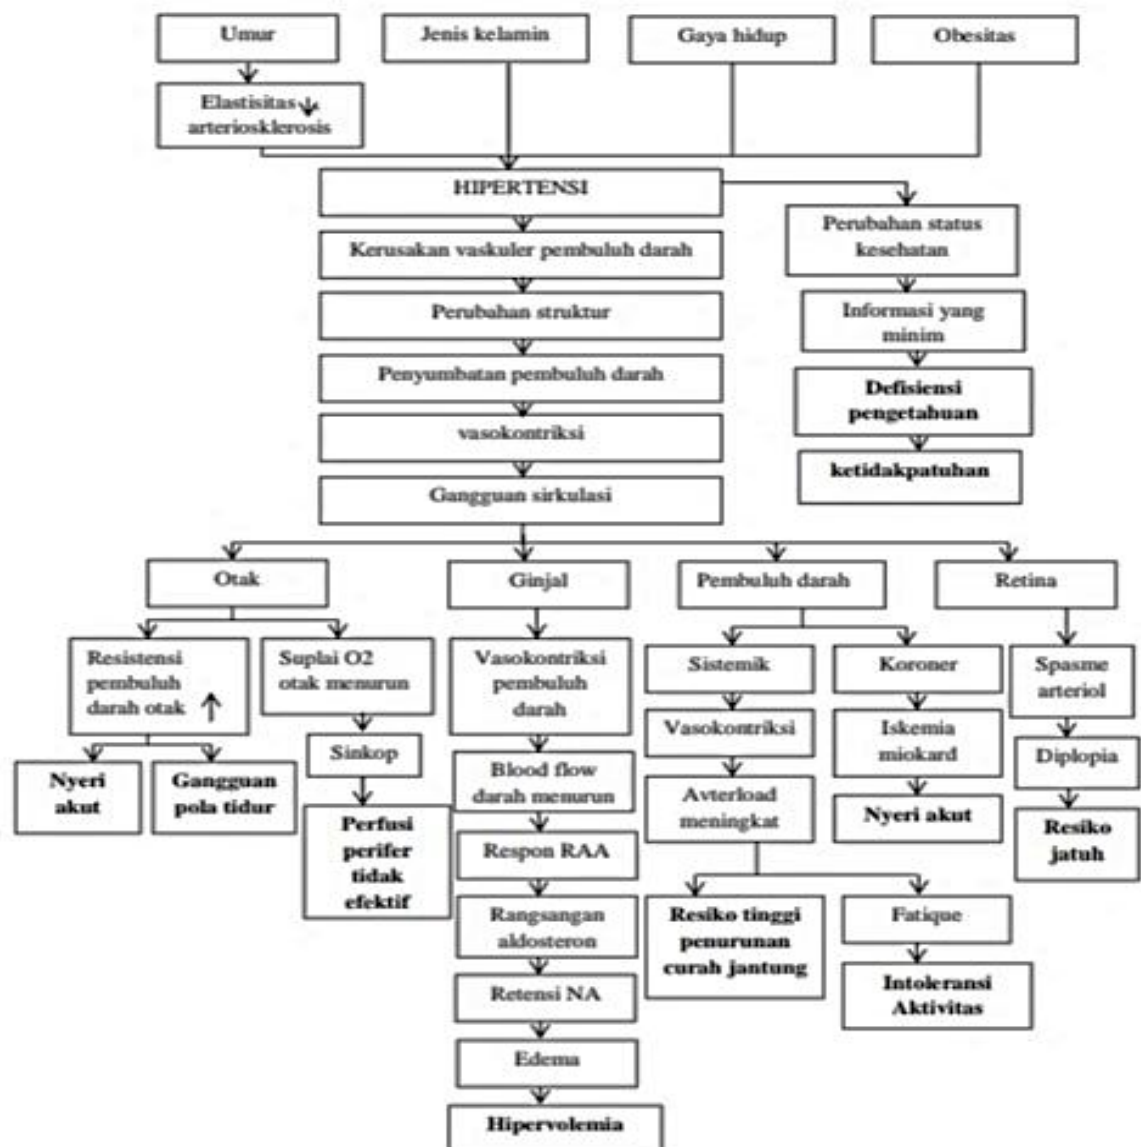 Umur
Jenis kelamin
Gaya hidup
Obesitas
Elastisitas
arteriosklerosis
HIPERTENSI
Perubahan status
kesehatan
Kerusakan vaskuler pembuluh darah
Perubahan struktur
Informasi yang
minim
Penyumbatan pembuluh darah
Defisiensi
pengetahuan
vasokontriksi
ketidakpatuhan
Gangguan sirkulasi
Otak
Ginjal
Pembuluh darah
Retina
Resistensi
pembuluh
darah otak
Suplai O2
otak menurun
Vasokontriksi
pembuluh
darah
Sistemik
Koroner
Spasme
arteriol
Vasokontriksi
Iskemia
miokard
Sinkop
Diplopia
Nyeri
akut
Gangguan
pola tidur
Blood flow
darah menurun
Avterload
meningkat
Nyeri akut
Resiko
jatuh
Perfusi
perifer
tidak
efektif
Respon RAA
Rangsangan
aldosteron
Resiko tinggi
penurunan
curah jantung
Fatique
Retensi NA
Intoleransi
Aktivitas
Edema
Hipervolemia